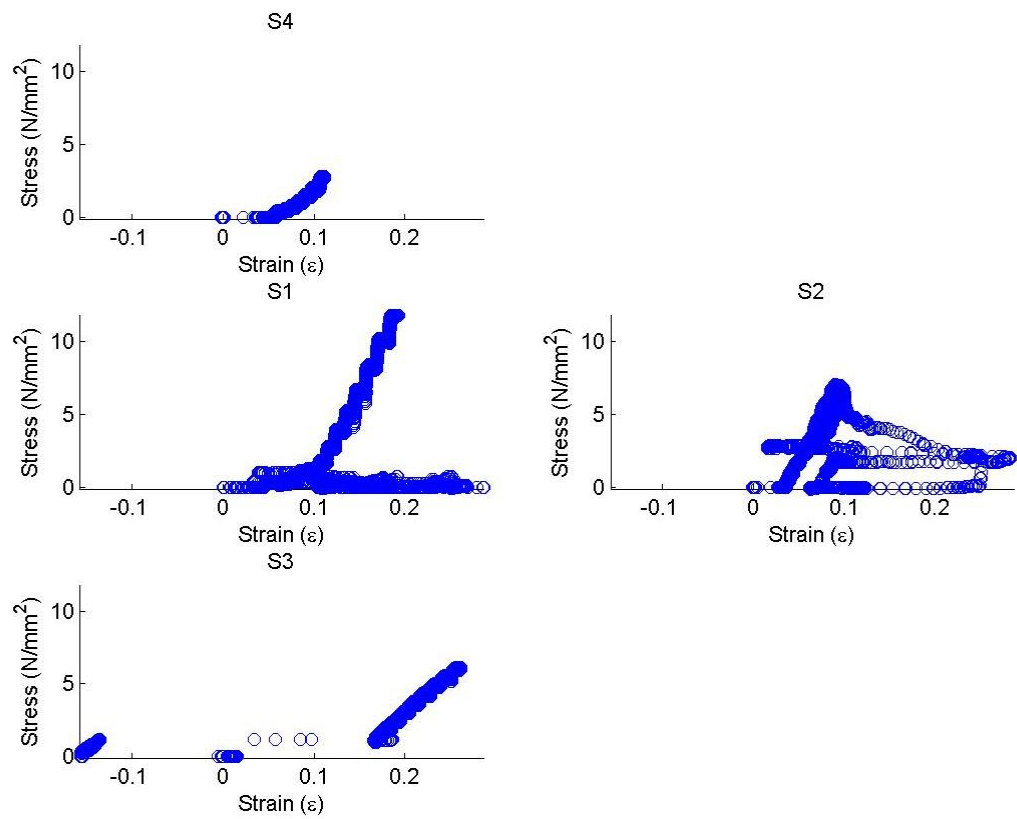 S4
Stress (N/mm²)
10
5
0
-0.1 0 0.1 0.2
Strain (ε)
S1
Stress (N/mm²)
10
5
0
-0.1 0 0.1 0.2
Strain (ε)
S2
Stress (N/mm²)
10
5
0
-0.1 0 0.1 0.2
Strain (ε)
S3
Stress (N/mm²)
10
5
0
-0.1 0 0.1 0.2
Strain (ε)